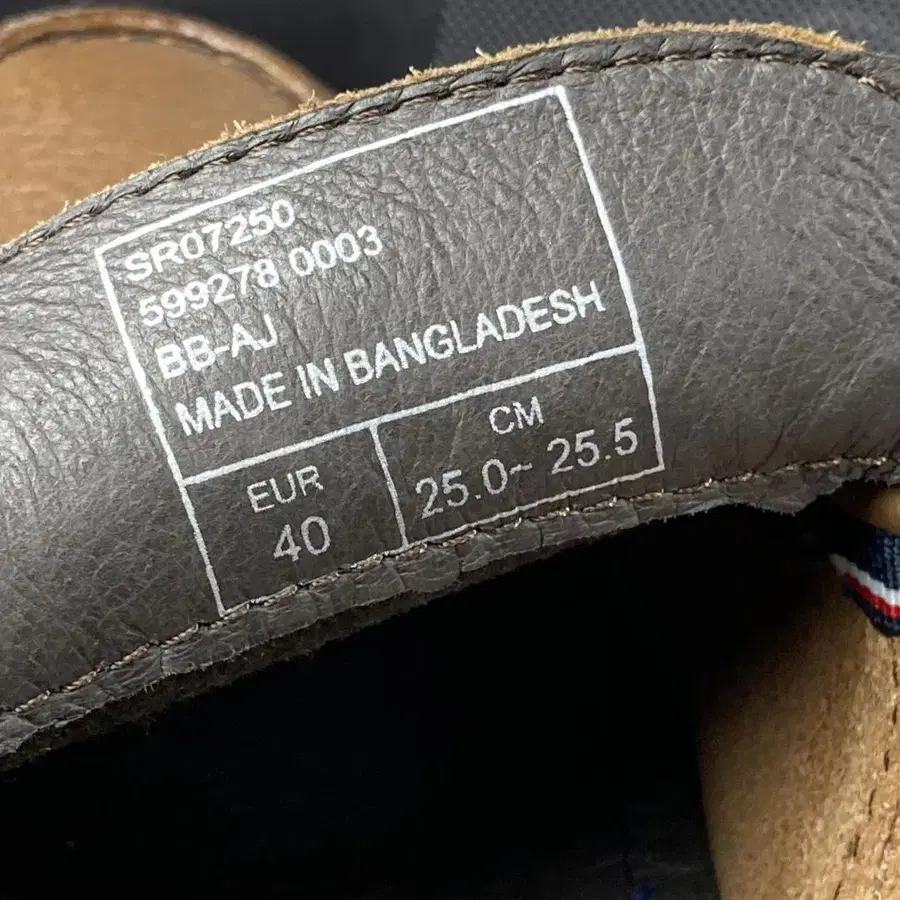 SR07250
599278 0003
BB-AJ
MADE IN BANGLADESH
EUR
40
CM
25.0~ 25.5